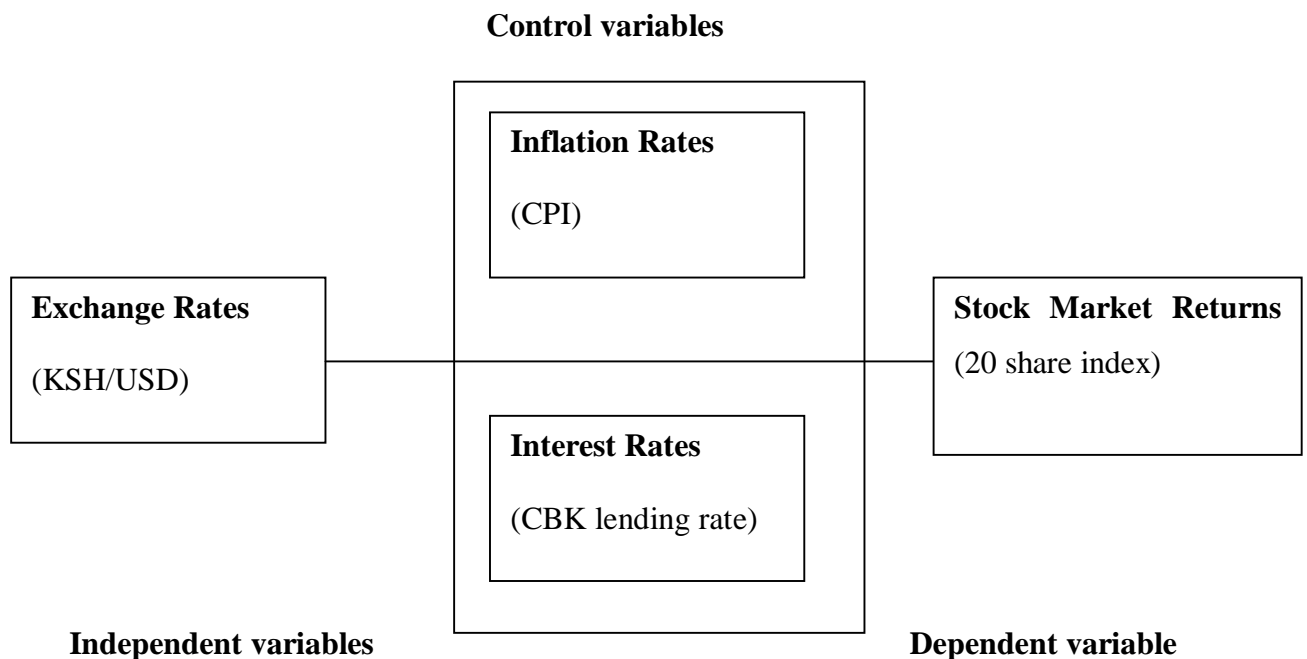 Control variables
Inflation Rates
(CPI)
Exchange Rates
(KSH/USD)
Stock Market Returns
(20 share index)
Interest Rates
(CBK lending rate)
Independent variables
Dependent variable